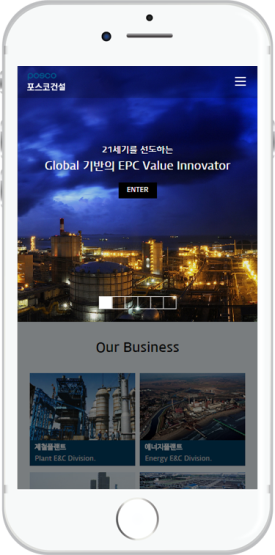 posco
포스코건설
21세기를 선도하는
Global 기반의 EPC Value Innovator
ENTER
Our Business
제철플랜트
Plant E&C Division.
에너지플랜트
Energy E&C Division.